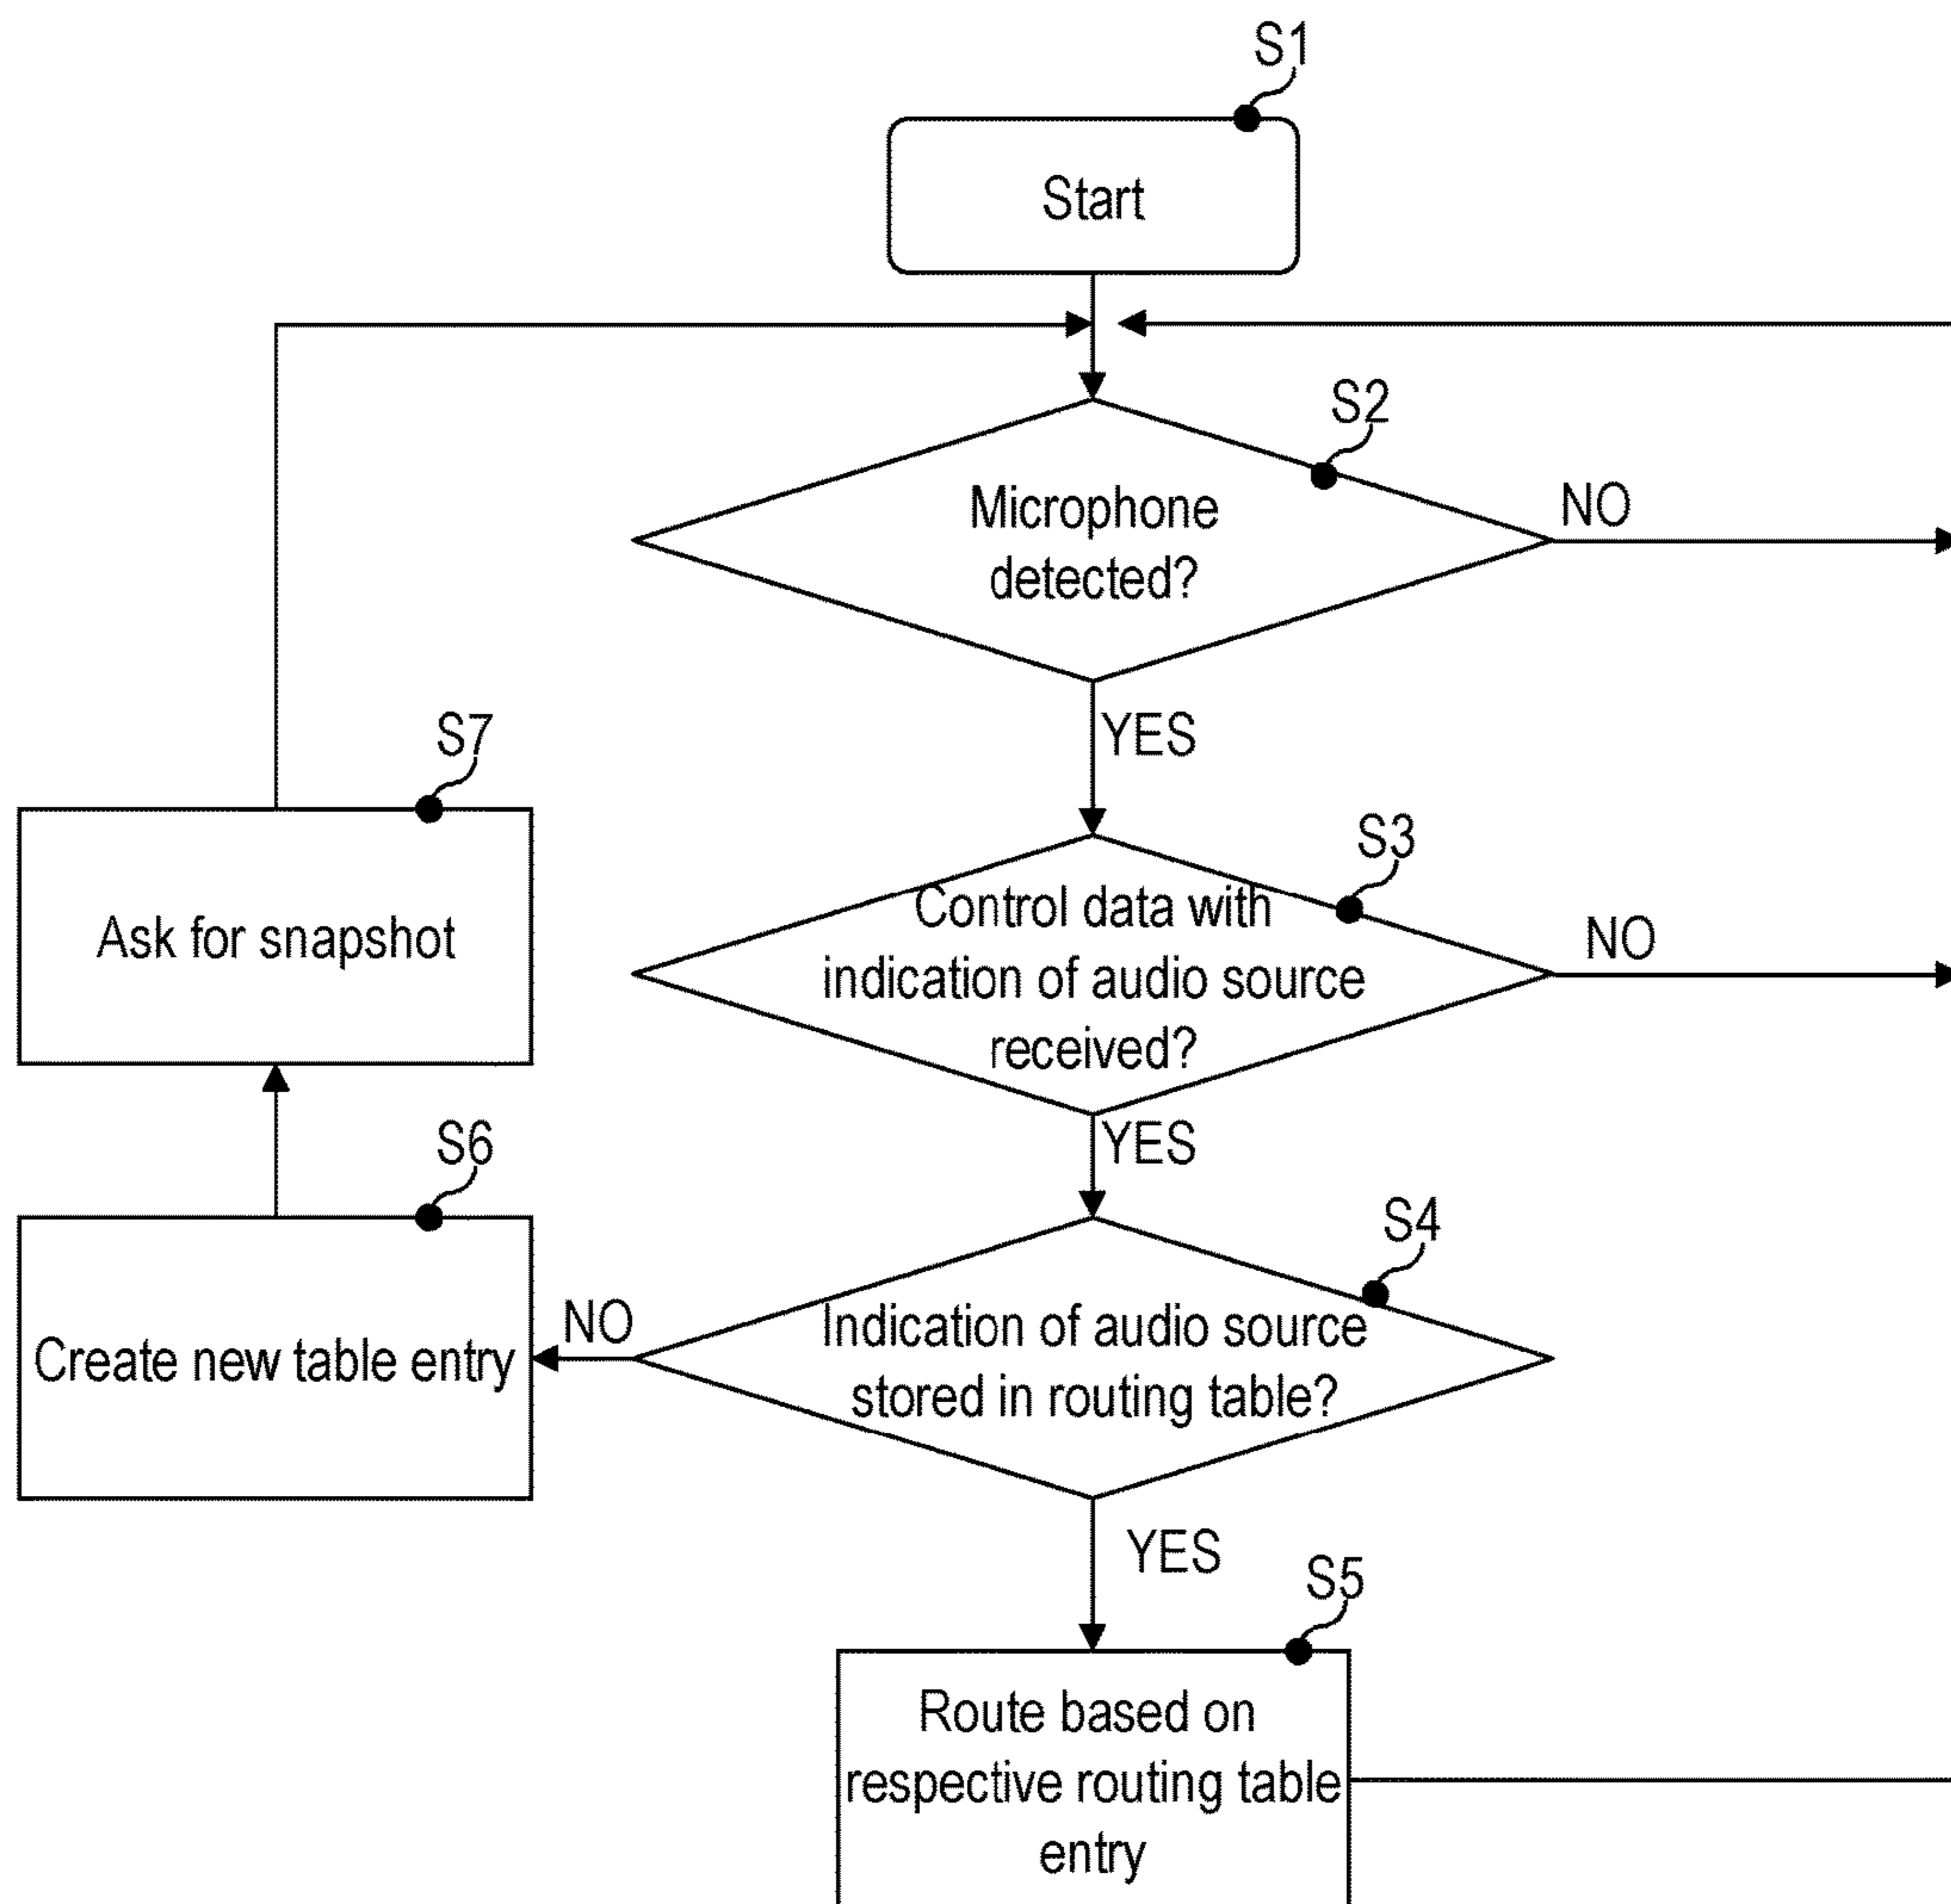 S1
Start
S2
Microphone
detected?
NO
YES
S7
Ask for snapshot
S3
Control data with
indication of audio source
received?
NO
YES
S6
Create new table entry
NO
S4
Indication of audio source
stored in routing table?
YES
S5
Route based on
respective routing table
entry